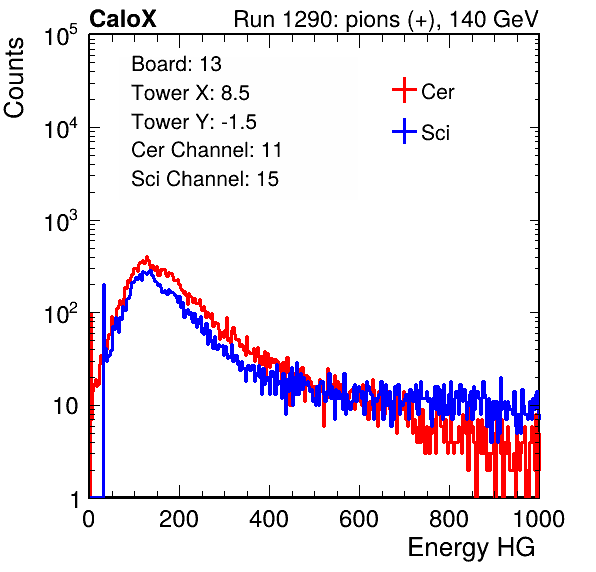 CaloX Run 1290: pions (+), 140 GeV
Counts
10^5
10^4
10^3
10^2
10
1
Board: 13
Tower X: 8.5
Tower Y: -1.5
Cer Channel: 11
Sci Channel: 15
Cer
Sci
0 200 400 600 800 1000
Energy HG